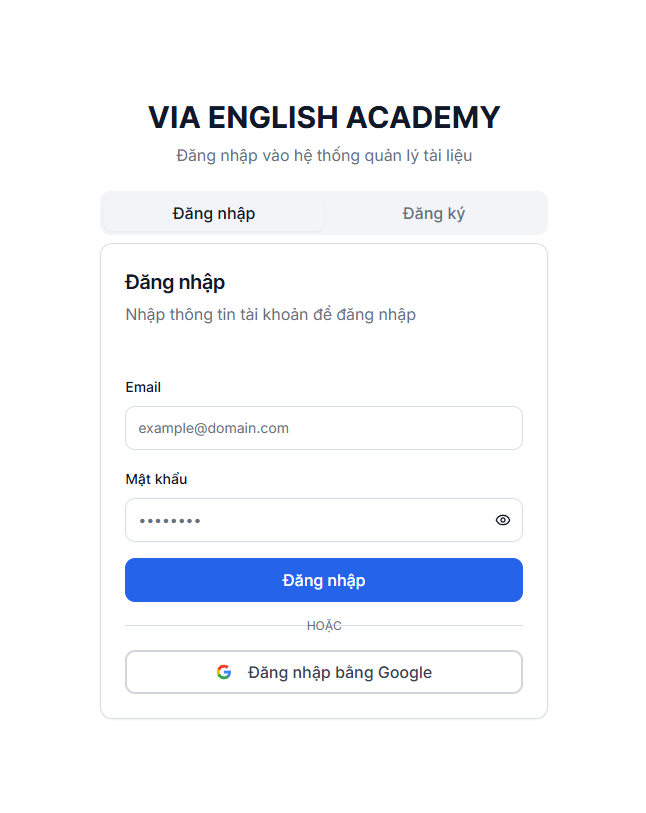 VIA ENGLISH ACADEMY
Đăng nhập vào hệ thống quản lý tài liệu
Đăng nhập
Đăng ký
Đăng nhập
Nhập thông tin tài khoản để đăng nhập
Email
example@domain.com
Mật khẩu
••••••••
Đăng nhập
HOẶC
Đăng nhập bằng Google